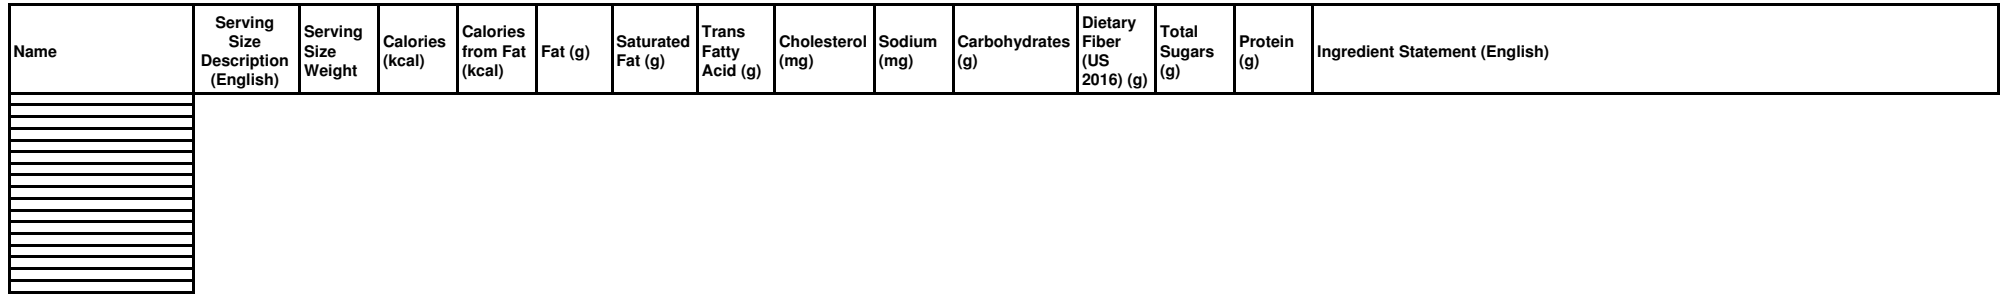 Name
Serving
Size
Description
(English)
Serving
Size
Weight
Calories
(kcal)
Calories
from Fat
(kcal)
Fat (g)
Saturated
Fat (g)
Trans
Fatty
Acid (g)
Cholesterol
(mg)
Sodium
(mg)
Carbohydrates
(g)
Dietary
Fiber
(US
2016) (g)
Total
Sugars
(g)
Protein
(g)
Ingredient Statement (English)